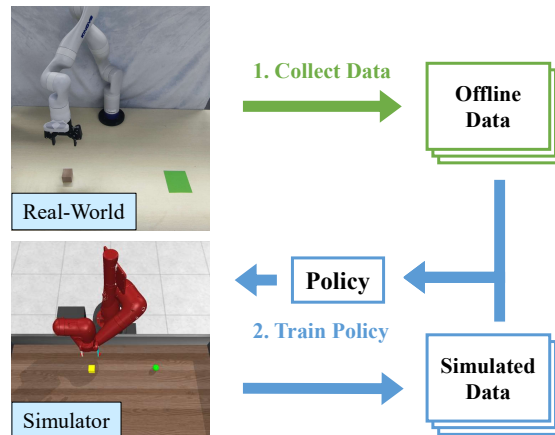 1. Collect Data
Offline
Data
Real-World
Policy
2. Train Policy
Simulated
Data
Simulator